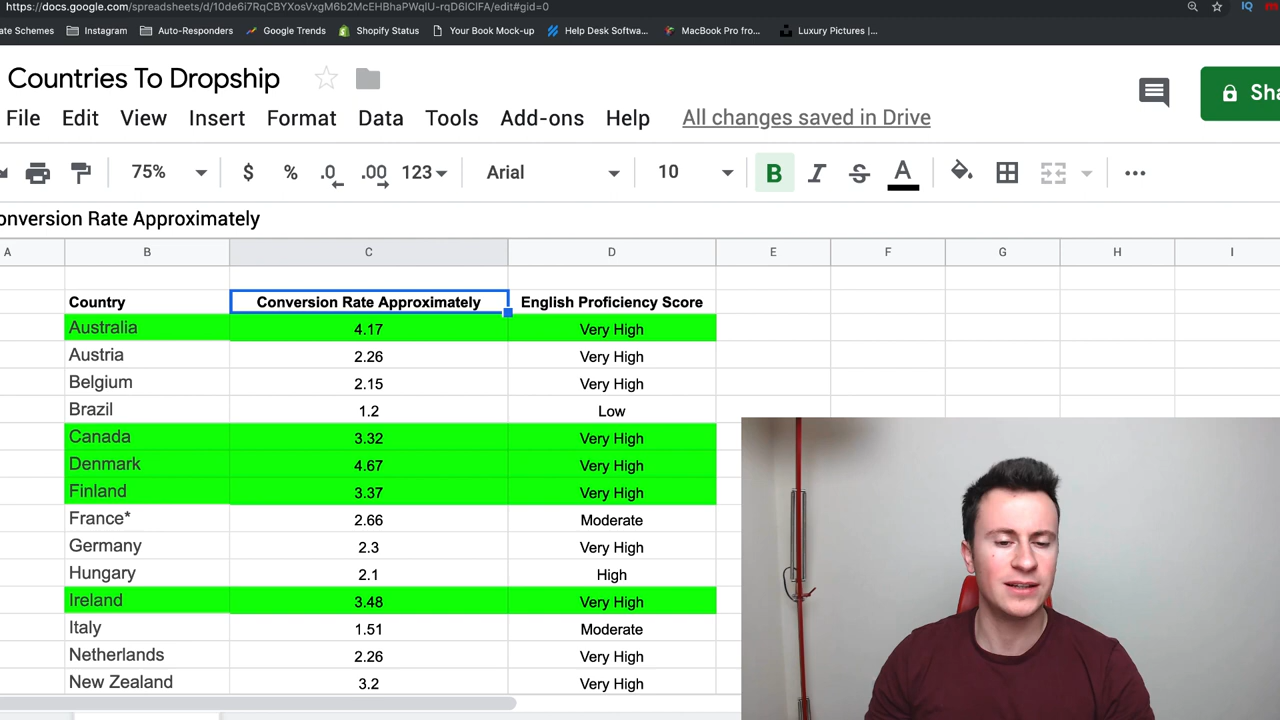 https://docs.google.com/spreadsheets/d/10de6i7RqCBYXosVxgM6b2McEHBhaPWqIU-rqD6lClFA/edit#gid=0
ate Schemes Instagram Auto-Responders Google Trends Shopify Status Your Book Mock-up Help Desk Softwa... MacBook Pro fro... Luxury Pictures |...
Countries To Dropship
Sha
File Edit View Insert Format Data Tools Add-ons Help All changes saved in Drive
75% $ % .0 .00 123 Arial 10 B I S A ...
onversion Rate Approximately
A B C D E F G H I
Country Conversion Rate Approximately English Proficiency Score
Australia 4.17 Very High
Austria 2.26 Very High
Belgium 2.15 Very High
Brazil 1.2 Low
Canada 3.32 Very High
Denmark 4.67 Very High
Finland 3.37 Very High
France* 2.66 Moderate
Germany 2.3 Very High
Hungary 2.1 High
Ireland 3.48 Very High
Italy 1.51 Moderate
Netherlands 2.26 Very High
New Zealand 3.2 Very High